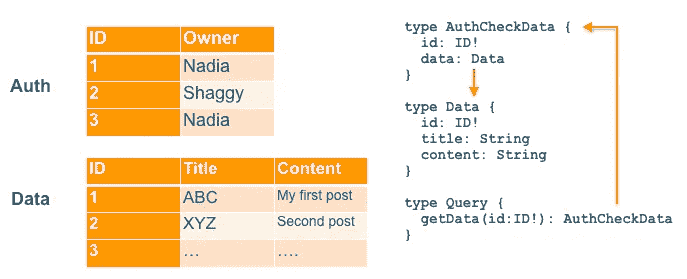 Auth
ID Owner
1 Nadia
2 Shaggy
3 Nadia
Data
ID Title Content
1 ABC My first post
2 XYZ Second post
3 ... ....
type AuthCheckData {
id: ID!
data: Data
}
type Data {
id: ID!
title: String
content: String
}
type Query {
getData(id:ID!): AuthCheckData
}